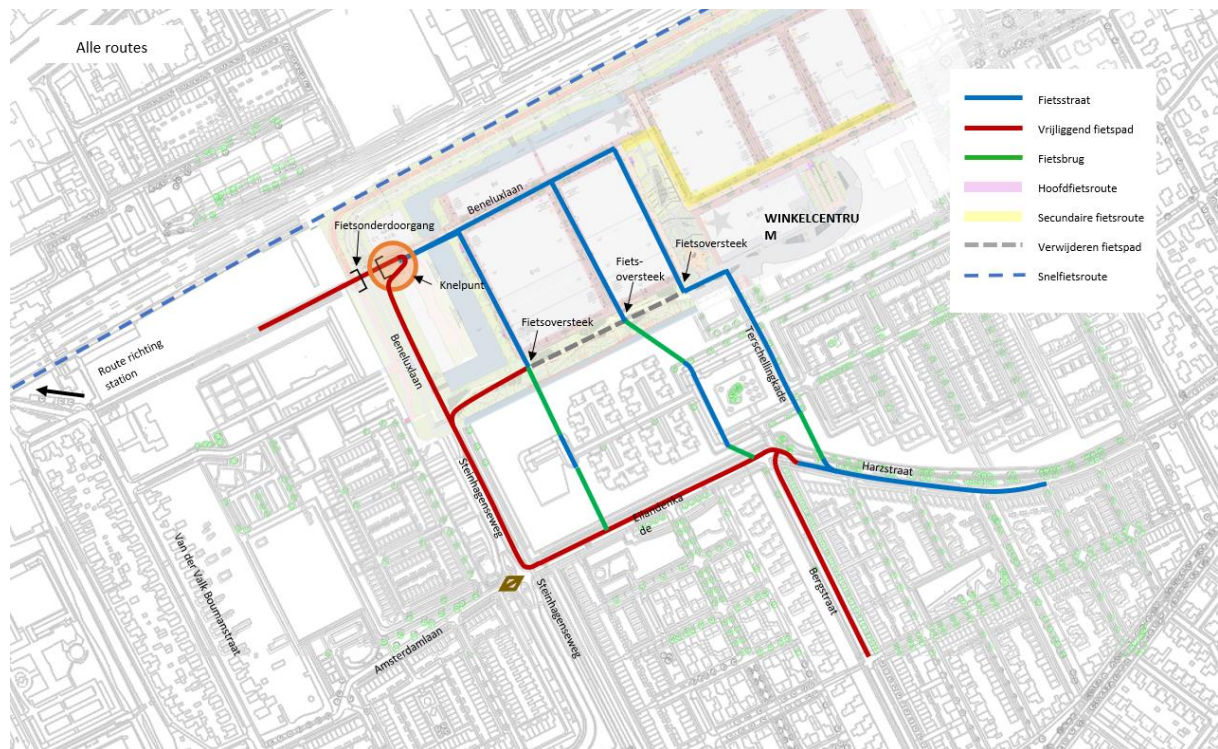 Alle routes
Fietsstraat
Vrijliggend fietspad
Fietsbrug
Hoofdfietsroute
Secundaire fietsroute
Verwijderen fietspad
Snelfietsroute
Beneluxlaan
WINKELCENTRU
M
Fietsonderdoorgang
Fietsoversteek
Fiets-
oversteek
Knelpunt
Fietsoversteek
Beneluxlaan
Route richting
station
Terschellingkade
Steinhagenseweg
Harzstraat
Eilandenka
de
Van der Valk Boumanstraat
Bergstraat
Steinhagenseweg
Amsterdamlaan